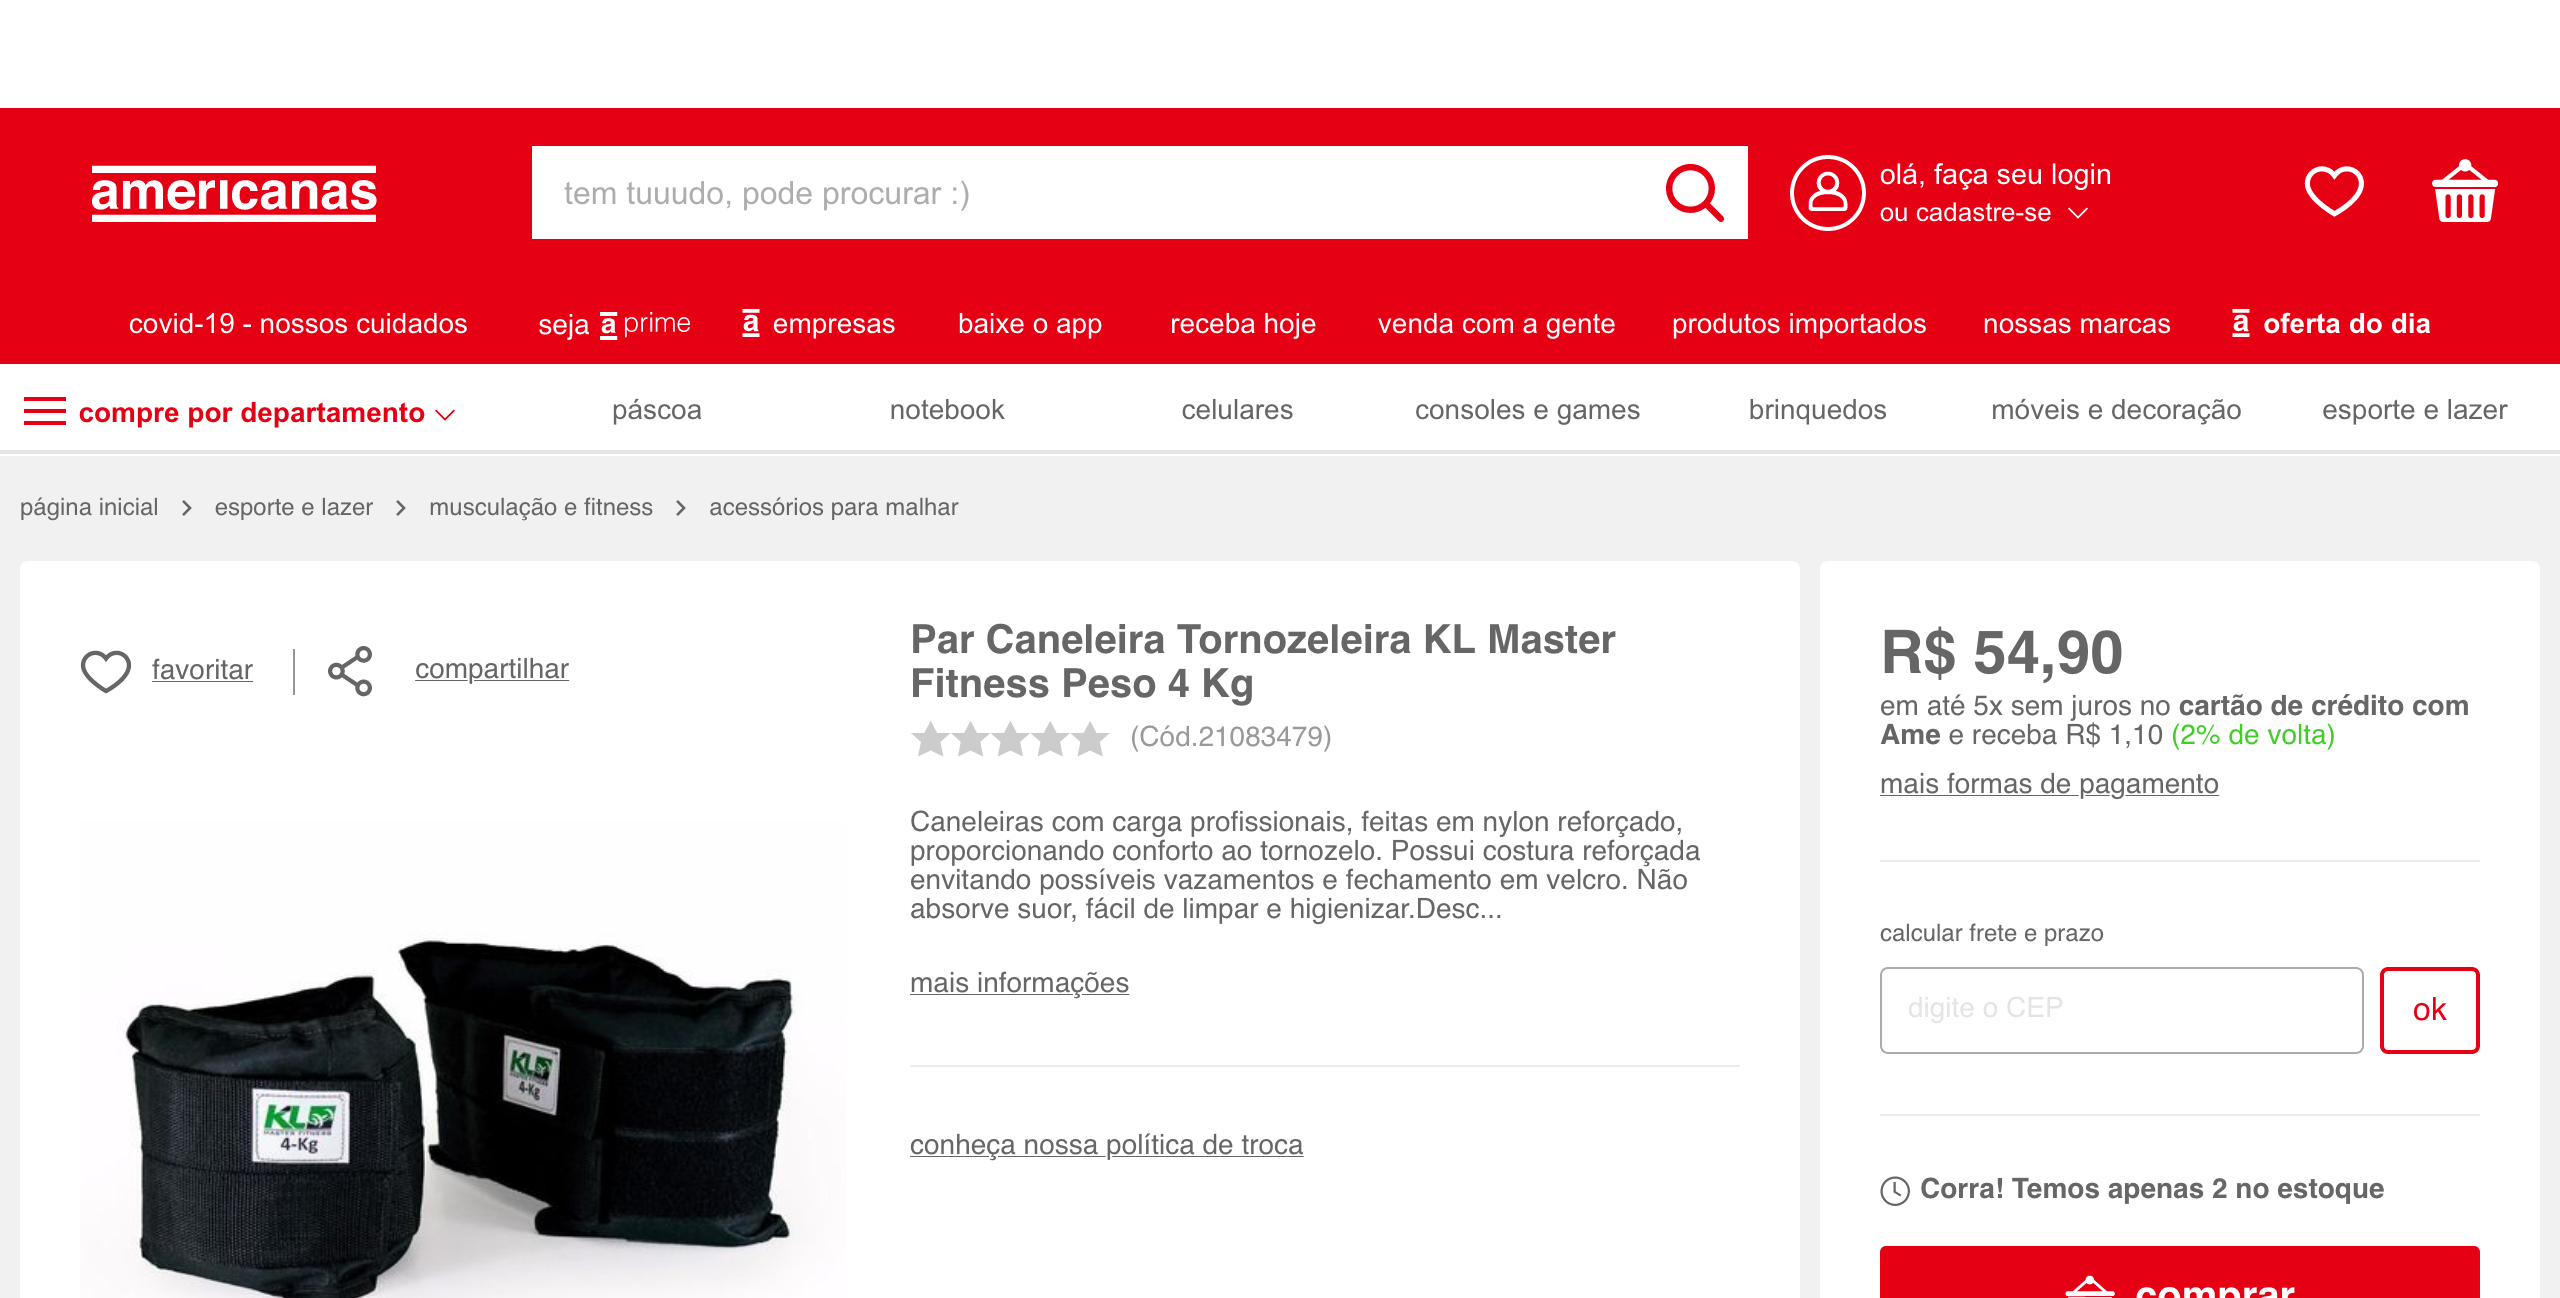 americanas
tem tuuudo, pode procurar :)
olá, faça seu login
ou cadastre-se
covid-19 - nossos cuidados
seja a prime
a empresas
baixe o app
receba hoje
venda com a gente
produtos importados
nossas marcas
a oferta do dia
compre por departamento
páscoa
notebook
celulares
consoles e games
brinquedos
móveis e decoração
esporte e lazer
página inicial > esporte e lazer > musculação e fitness > acessórios para malhar
favoritar
compartilhar
Par Caneleira Tornozeleira KL Master
Fitness Peso 4 Kg
(Cód.21083479)
Caneleiras com carga profissionais, feitas em nylon reforçado,
proporcionando conforto ao tornozelo. Possui costura reforçada
envitando possíveis vazamentos e fechamento em velcro. Não
absorve suor, fácil de limpar e higienizar.Desc...
mais informações
conheça nossa política de troca
KL
MASTER FITNESS
4-Kg
KL
4-Kg
R$ 54,90
em até 5x sem juros no cartão de crédito com
Ame e receba R$ 1,10 (2% de volta)
mais formas de pagamento
calcular frete e prazo
digite o CEP
ok
Corra! Temos apenas 2 no estoque
comprar